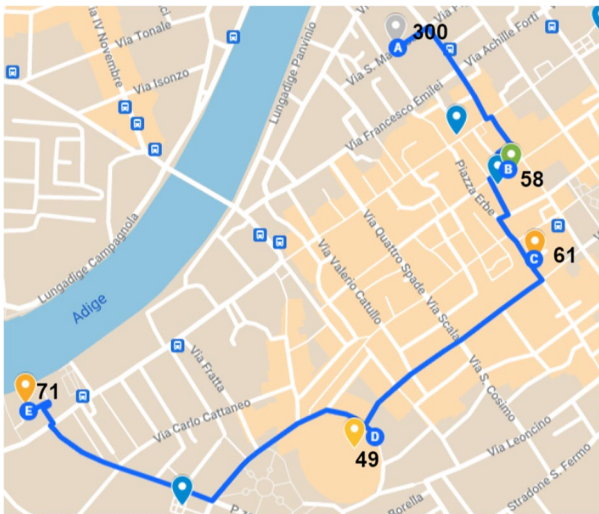 Via IV Novembre
Via Tonale
Via Isonzo
Lungadige Panvinio
A
300
Via S. Ma
Via Achille Forti
Via Francesco Emilei
Piazza Erbe
B
58
C
61
Via Quattro Spade
Via Scala
Via Valerio Catullo
Lungadige Campagnola
Adige
Via Fratta
Via Carlo Cattaneo
71
E
D
49
Via S. Cosimo
Via Leoncino
Stradone S. Fermo